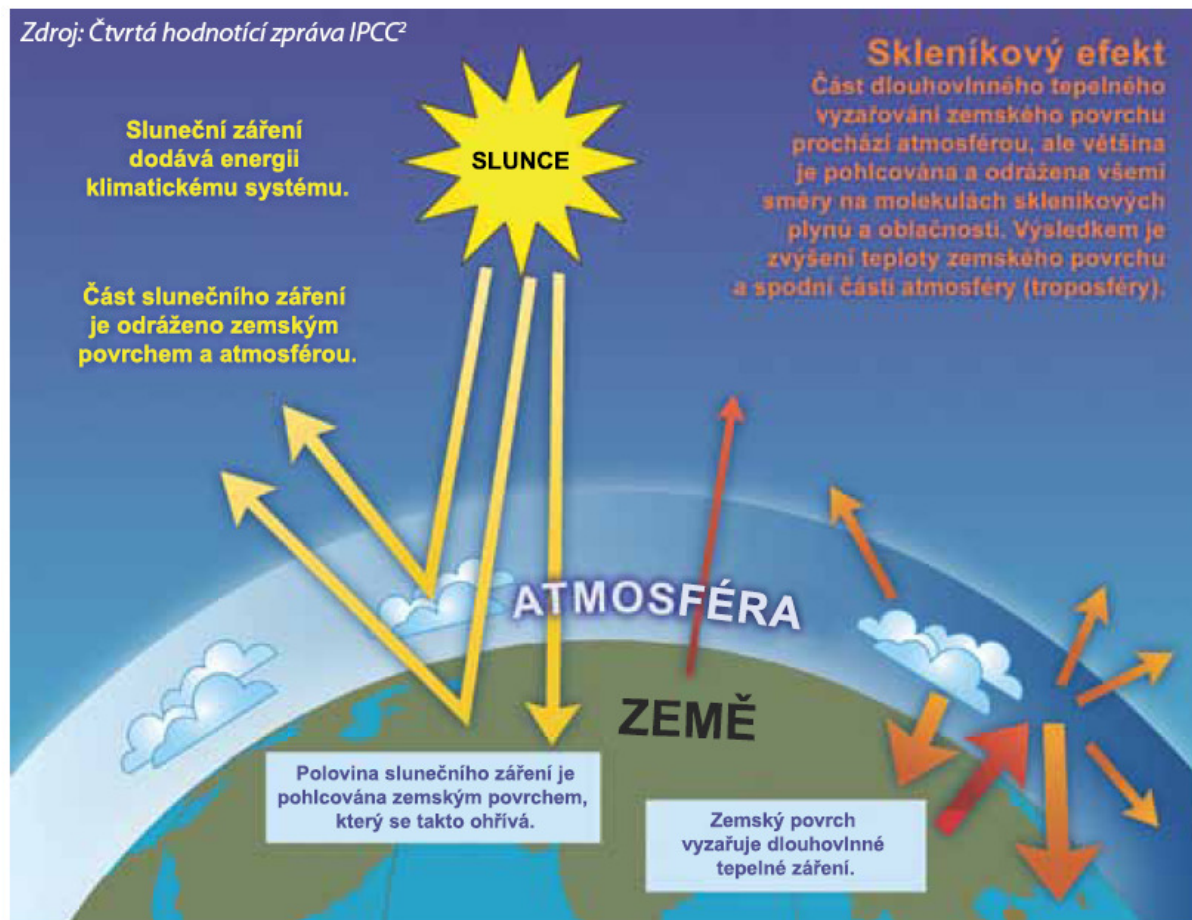 Zdroj: Čtvrtá hodnotící zpráva IPCC²
Skleníkový efekt
Část dlouhovlnného tepelného
vyzařování zemského povrchu
prochází atmosférou, ale většina
je pohlcována a odrážena všemi
směry na molekulách skleníkových
plynů a oblačnosti. Výsledkem je
zvýšení teploty zemského povrchu
a spodní části atmosféry (troposféry).
Sluneční záření
dodává energii
klimatickému systému.
SLUNCE
Část slunečního záření
je odráženo zemským
povrchem a atmosférou.
ATMOSFÉRA
ZEMĚ
Polovina slunečního záření je
pohlcována zemským povrchem,
který se takto ohřívá.
Zemský povrch
vyzařuje dlouhovlnné
tepelné záření.